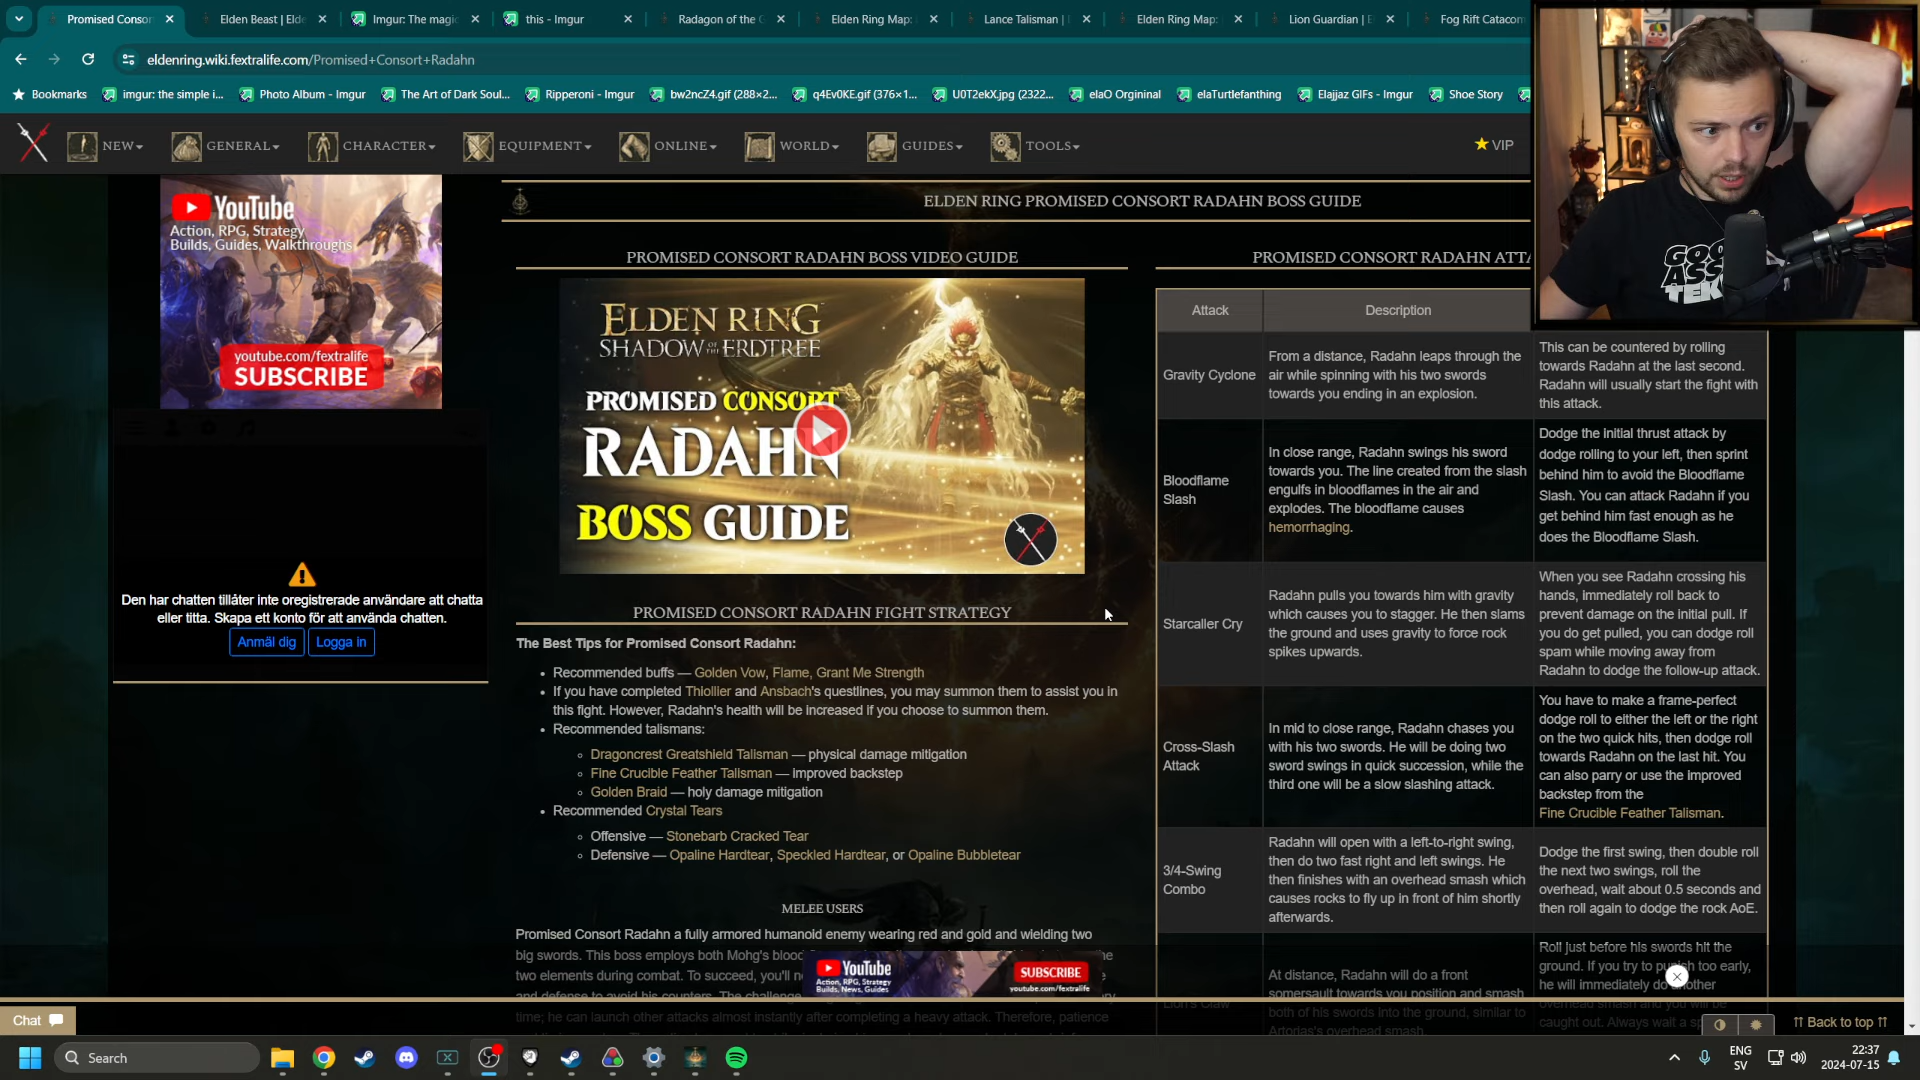 Promised Consor
Elden Beast | Elde
Imgur: The magic
this - Imgur
Radagon of the G
Elden Ring Map:
Lance Talisman |
Elden Ring Map:
Lion Guardian | E
Fog Rift Catacom
eldenring.wiki.fextralife.com/Promised+Consort+Radahn
Bookmarks
imgur: the simple i...
Photo Album - Imgur
The Art of Dark Soul...
Ripperoni - Imgur
bw2ncZ4.gif (288×2...
q4Ev0KE.gif (376×1...
U0T2ekX.jpg (2322...
elaO Orgininal
elaTurtlefanthing
Elajjaz GIFs - Imgur
Shoe Story
NEW
GENERAL
CHARACTER
EQUIPMENT
ONLINE
WORLD
GUIDES
TOOLS
VIP
YouTube
Action, RPG, Strategy
Builds, Guides, Walkthroughs
youtube.com/fextralife
SUBSCRIBE
Den har chatten tillåter inte oregistrerade användare att chatta
eller titta. Skapa ett konto för att använda chatten.
Anmäl dig
Logga in
ELDEN RING PROMISED CONSORT RADAHN BOSS GUIDE
PROMISED CONSORT RADAHN BOSS VIDEO GUIDE
ELDEN RING
SHADOW OF THE ERDTREE
PROMISED CONSORT
RADAHN
BOSS GUIDE
PROMISED CONSORT RADAHN FIGHT STRATEGY
The Best Tips for Promised Consort Radahn:
Recommended buffs — Golden Vow, Flame, Grant Me Strength
If you have completed Thiollier and Ansbach's questlines, you may summon them to assist you in
this fight. However, Radahn's health will be increased if you choose to summon them.
Recommended talismans:
Dragoncrest Greatshield Talisman — physical damage mitigation
Fine Crucible Feather Talisman — improved backstep
Golden Braid — holy damage mitigation
Recommended Crystal Tears
Offensive — Stonebarb Cracked Tear
Defensive — Opaline Hardtear, Speckled Hardtear, or Opaline Bubbletear
MELEE USERS
Promised Consort Radahn a fully armored humanoid enemy wearing red and gold and wielding two
big swords. This boss employs both Mohg's blood
two elements during combat. To succeed, you'll n
and defense to avoid his counters. The challenge
time; he can launch other attacks almost instantly after completing a heavy attack. Therefore, patience
YouTube
Action, RPG, Strategy
Builds, News, Guides
SUBSCRIBE
youtube.com/fextralife
PROMISED CONSORT RADAHN ATTA
Attack
Description
Gravity Cyclone
From a distance, Radahn leaps through the
air while spinning with his two swords
towards you ending in an explosion.
This can be countered by rolling
towards Radahn at the last second.
Radahn will usually start the fight with
this attack.
Bloodflame
Slash
In close range, Radahn swings his sword
towards you. The line created from the slash
engulfs in bloodflames in the air and
explodes. The bloodflame causes
hemorrhaging.
Dodge the initial thrust attack by
dodge rolling to your left, then sprint
behind him to avoid the Bloodflame
Slash. You can attack Radahn if you
get behind him fast enough as he
does the Bloodflame Slash.
Starcaller Cry
Radahn pulls you towards him with gravity
which causes you to stagger. He then slams
the ground and uses gravity to force rock
spikes upwards.
When you see Radahn crossing his
hands, immediately roll back to
prevent damage on the initial pull. If
you do get pulled, you can dodge roll
spam while moving away from
Radahn to dodge the follow-up attack.
Cross-Slash
Attack
In mid to close range, Radahn chases you
with his two swords. He will be doing two
sword swings in quick succession, while the
third one will be a slow slashing attack.
You have to make a frame-perfect
dodge roll to either the left or the right
on the two quick hits, then dodge roll
towards Radahn on the last hit. You
can also parry or use the improved
backstep from the
Fine Crucible Feather Talisman.
3/4-Swing
Combo
Radahn will open with a left-to-right swing,
then do two fast right and left swings. He
then finishes with an overhead smash which
causes rocks to fly up in front of him shortly
afterwards.
Dodge the first swing, then double roll
the next two swings, roll the
overhead, wait about 0.5 seconds and
then roll again to dodge the rock AoE.
Lion's Claw
At distance, Radahn will do a front
somersault towards you position and smash
both of his swords into the ground, similar to
Artorias's overhead smash.
Roll just before his swords hit the
ground. If you try to punish too early,
he will immediately do another
overhead smash and you will be
caught out. Always wait a s
GOOD
ASS
TEK
Chat
Back to top
Search
ENG
SV
22:37
2024-07-15